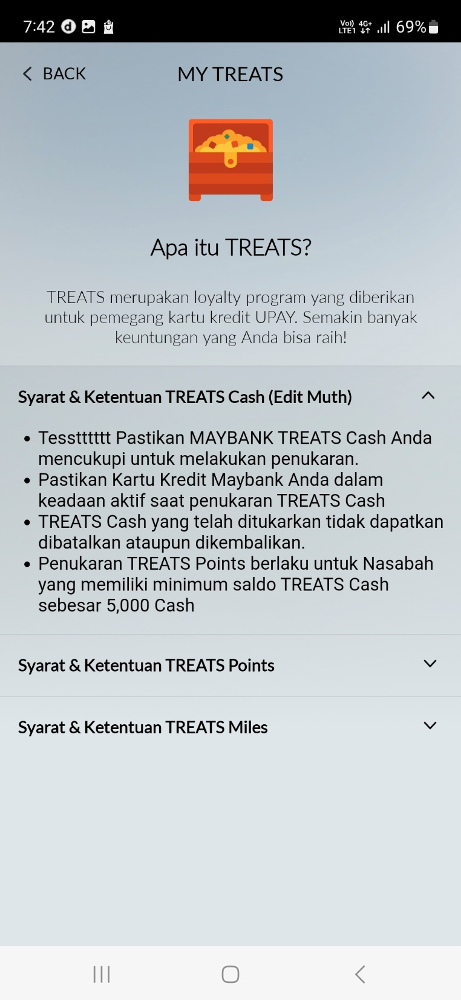 7:42
Vo)) 4G+ 69%
LTE1
BACK MY TREATS
Apa itu TREATS?
TREATS merupakan loyalty program yang diberikan
untuk pemegang kartu kredit UPAY. Semakin banyak
keuntungan yang Anda bisa raih!
Syarat & Ketentuan TREATS Cash (Edit Muth)
• Tesstttttt Pastikan MAYBANK TREATS Cash Anda
mencukupi untuk melakukan penukaran.
• Pastikan Kartu Kredit Maybank Anda dalam
keadaan aktif saat penukaran TREATS Cash
• TREATS Cash yang telah ditukarkan tidak dapatkan
dibatalkan ataupun dikembalikan.
• Penukaran TREATS Points berlaku untuk Nasabah
yang memiliki minimum saldo TREATS Cash
sebesar 5,000 Cash
Syarat & Ketentuan TREATS Points
Syarat & Ketentuan TREATS Miles